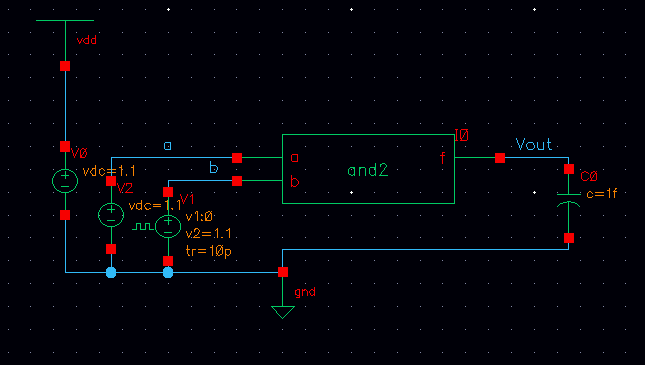 vdd
I0
a
Vout
V0
a
f
b
and2
vdc=1.1
b
C0
V2
c=1f
V1
vdc=1.1
v1:0
v2=1.1
tr=10p
gnd